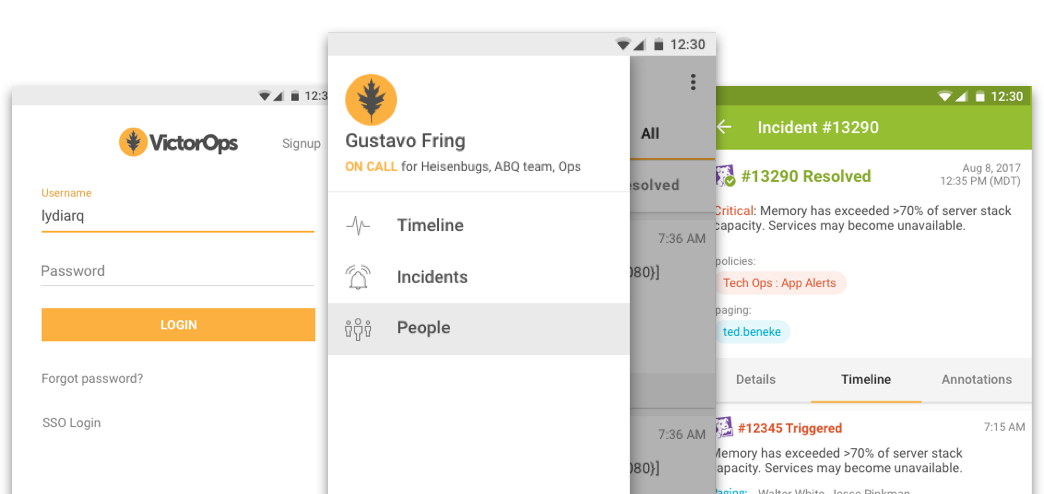 12:3
VictorOps
Signup
Username
lydiarq
Password
LOGIN
Forgot password?
SSO Login
12:30
Gustavo Fring
ON CALL for Heisenbugs, ABQ team, Ops
Timeline
Incidents
People
All
esolved
7:36 AM
080}]
7:36 AM
080}]
12:30
Incident #13290
#13290 Resolved
Aug 8, 2017
12:35 PM (MDT)
Critical: Memory has exceeded >70% of server stack
capacity. Services may become unavailable.
policies:
Tech Ops : App Alerts
paging:
ted.beneke
Details
Timeline
Annotations
#12345 Triggered
7:15 AM
Memory has exceeded >70% of server stack
capacity. Services may become unavailable.
Paging: Walter White, Jesse Pinkman